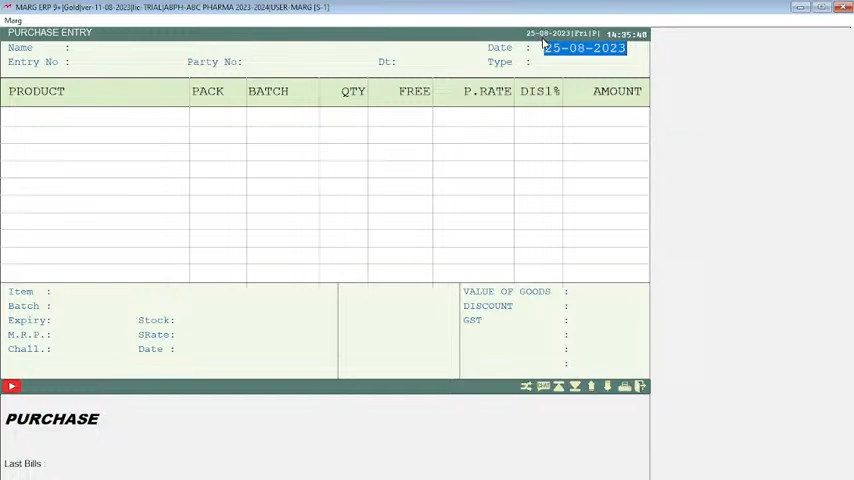 MARG ERP 9+|Gold|ver-11-08-2023|lic-TRIAL|ABPH-ABC PHARMA 2023-2024|USER-MARG [S-1]
Marg
PURCHASE ENTRY 25-08-2023|Fri|P| 14:35:40
Name : Date : 25-08-2023
Entry No : Party No: Dt: Type :
PRODUCT PACK BATCH QTY FREE P.RATE DIS1% AMOUNT
Item : VALUE OF GOODS :
Batch : DISCOUNT :
Expiry: Stock: GST :
M.R.P.: SRate: :
Chall.: Date : :
:
PURCHASE
Last Bills :